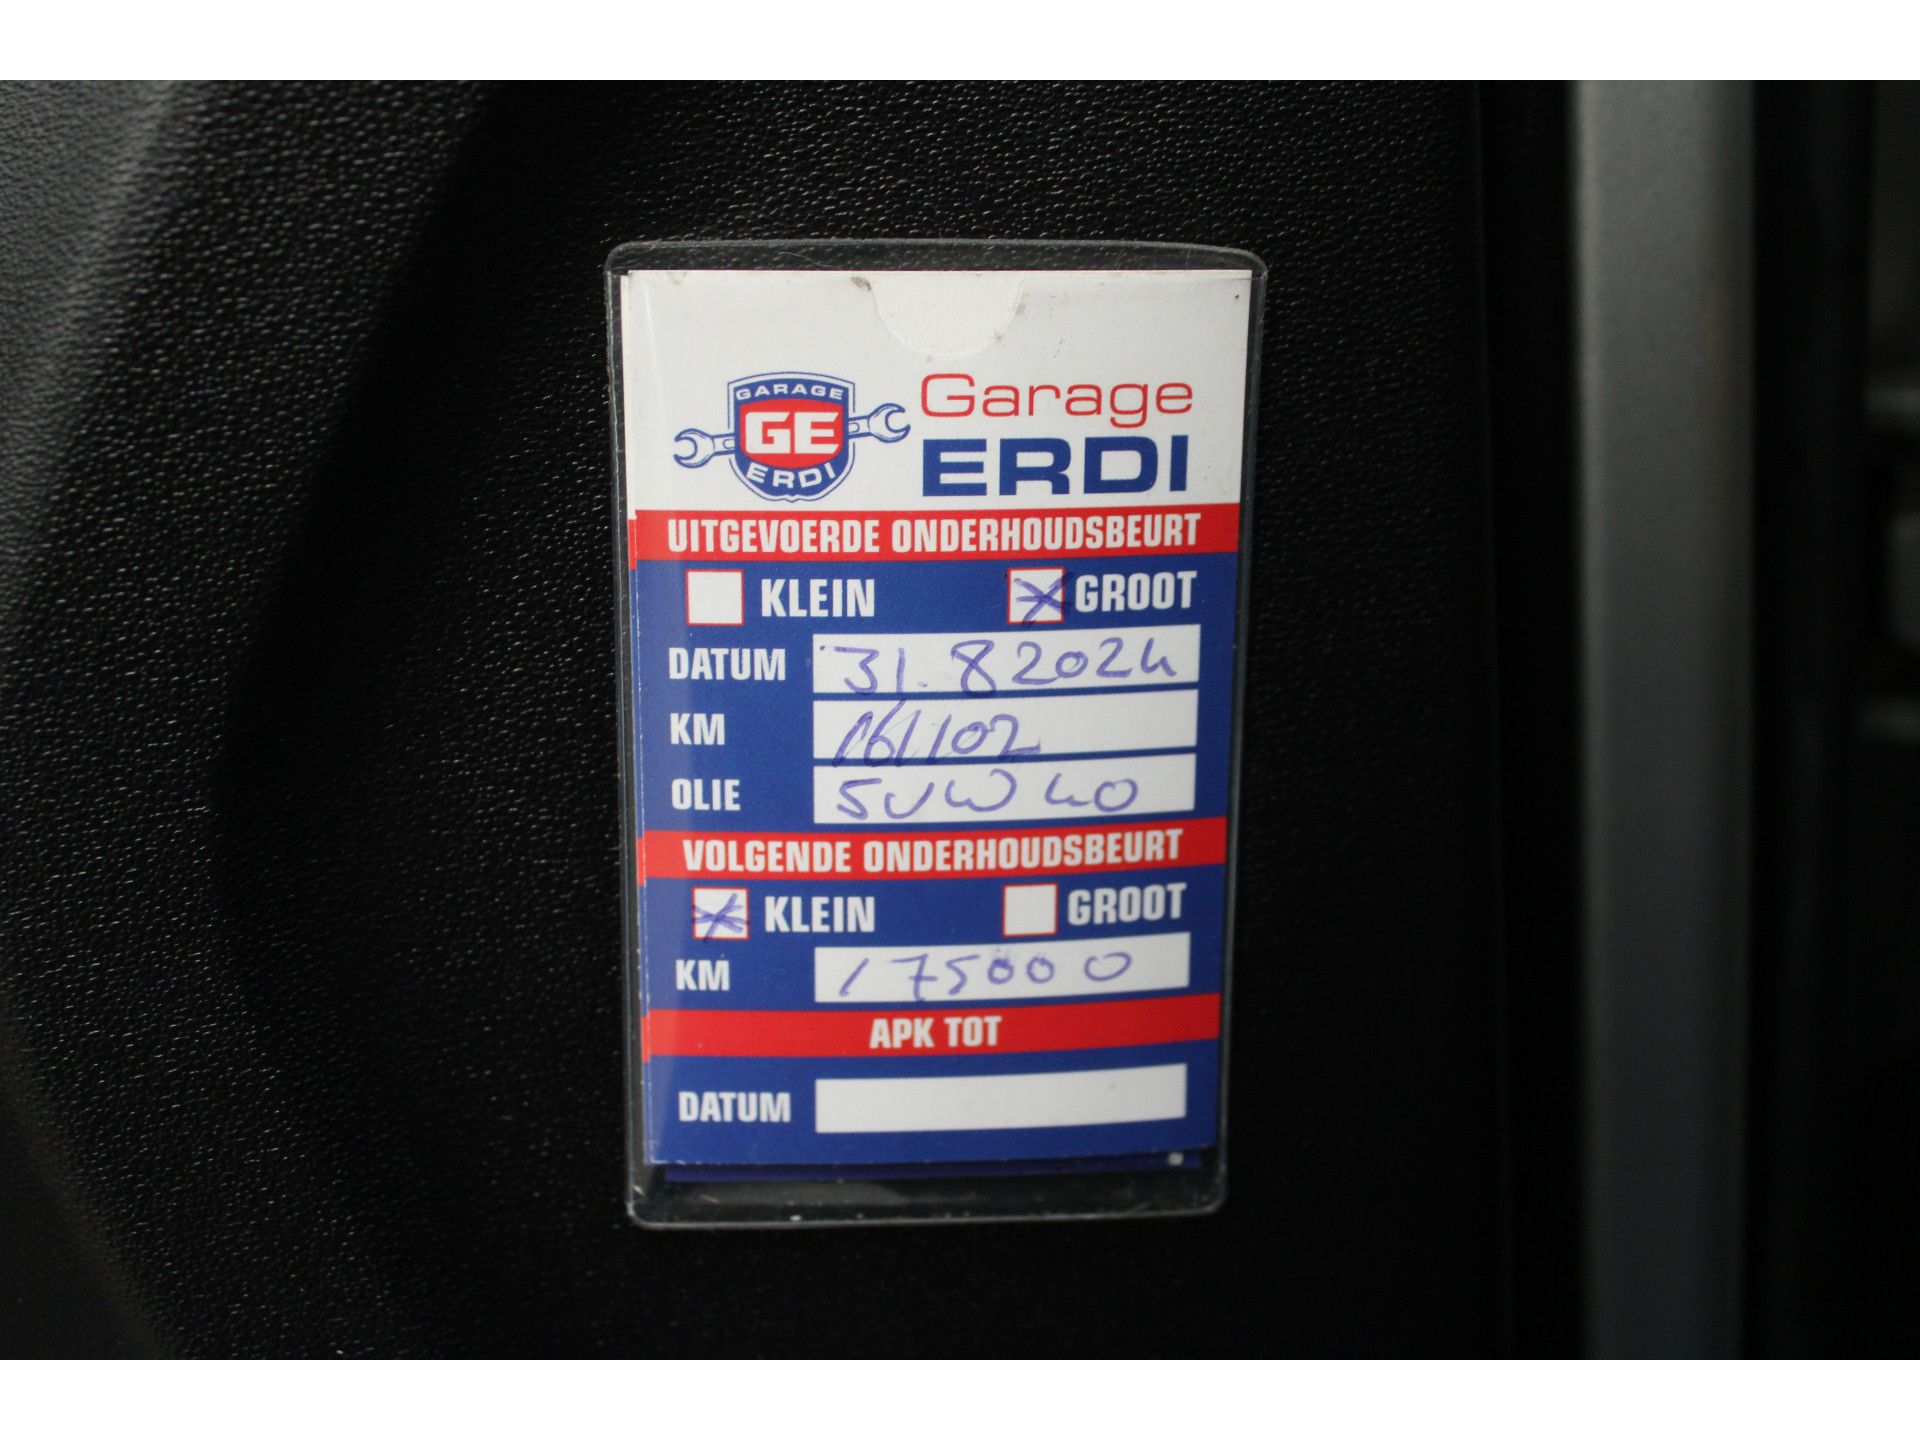 GARAGE
GE
ERDI
Garage
ERDI
UITGEVOERDE ONDERHOUDSBEURT
KLEIN GROOT
DATUM 31.8 2024
KM 161102
OLIE 5W40
VOLGENDE ONDERHOUDSBEURT
KLEIN GROOT
KM 175000
APK TOT
DATUM